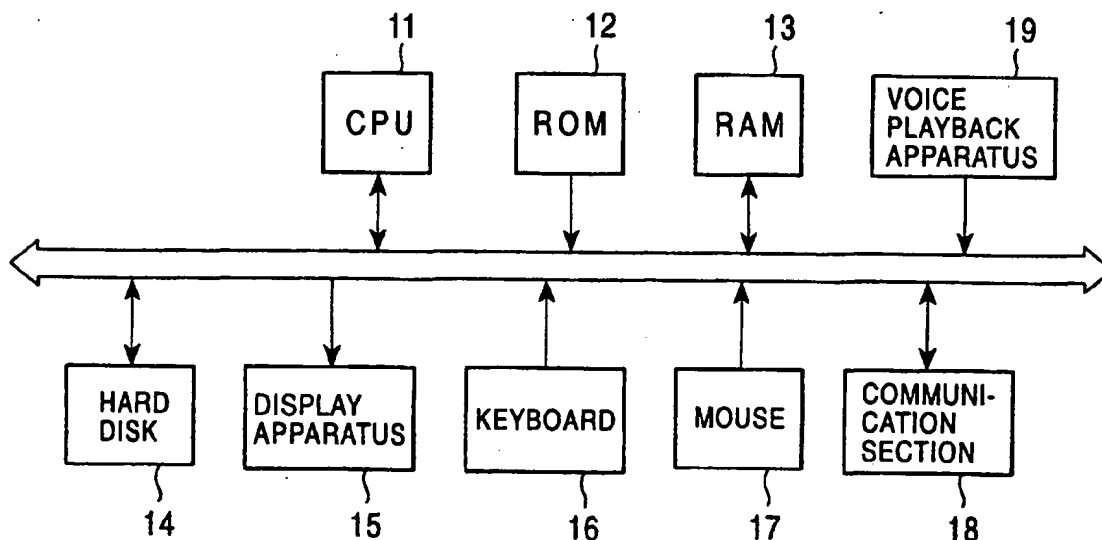 11
12
13
19
CPU
ROM
RAM
VOICE
PLAYBACK
APPARATUS
HARD
DISK
DISPLAY
APPARATUS
KEYBOARD
MOUSE
COMMUNI-
CATION
SECTION
14
15
16
17
18